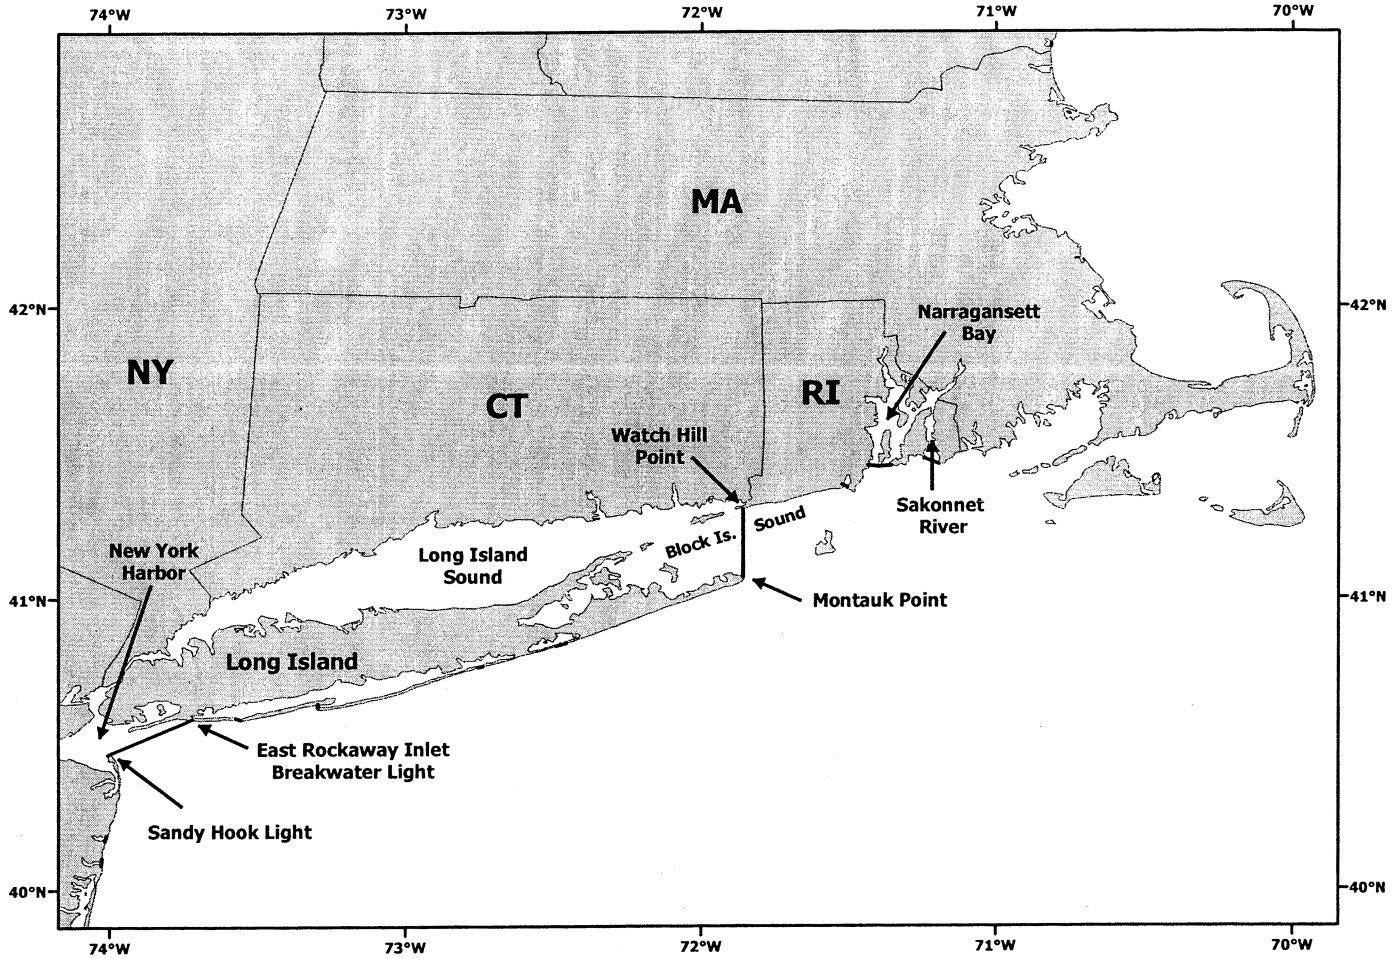 74°W
73°W
72°W
71°W
70°W
MA
42°N
42°N
Narragansett
Bay
NY
CT
RI
Watch Hill
Point
Sakonnet
River
Block Is. Sound
New York
Harbor
Long Island
Sound
41°N
41°N
Montauk Point
Long Island
East Rockaway Inlet
Breakwater Light
Sandy Hook Light
40°N
40°N
74°W
73°W
72°W
71°W
70°W